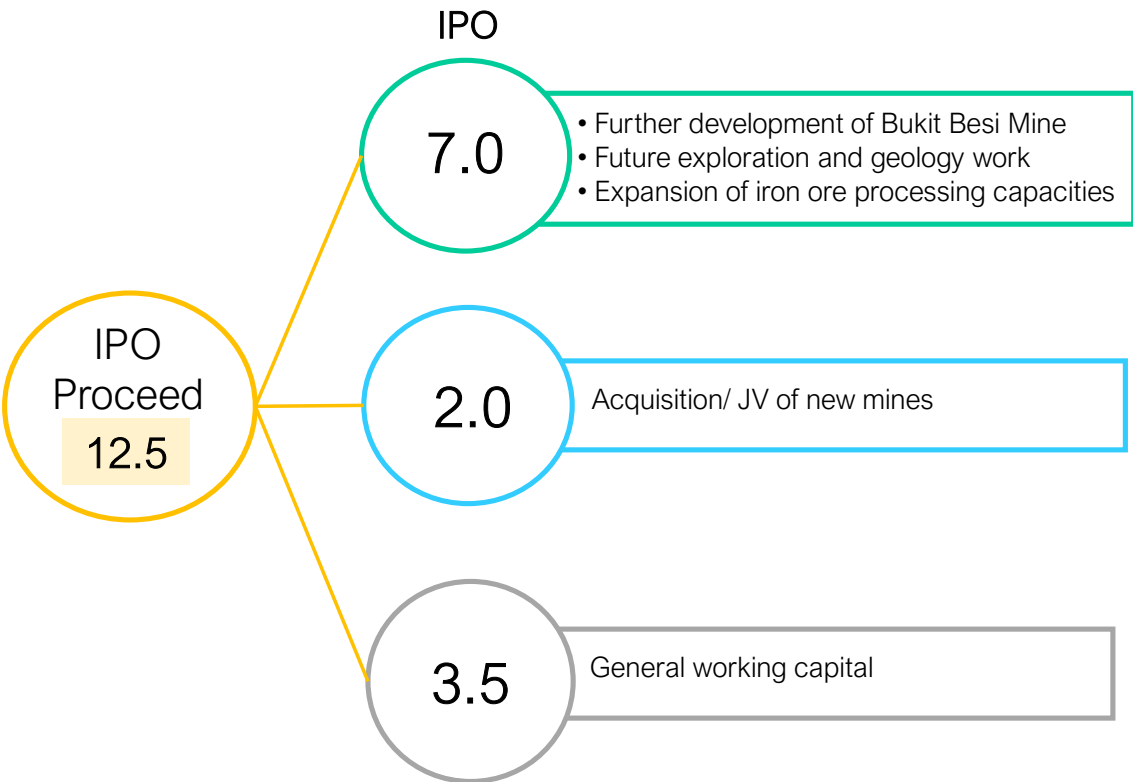 IPO
7.0
• Further development of Bukit Besi Mine
• Future exploration and geology work
• Expansion of iron ore processing capacities
IPO
Proceed
12.5
2.0
Acquisition/ JV of new mines
3.5
General working capital